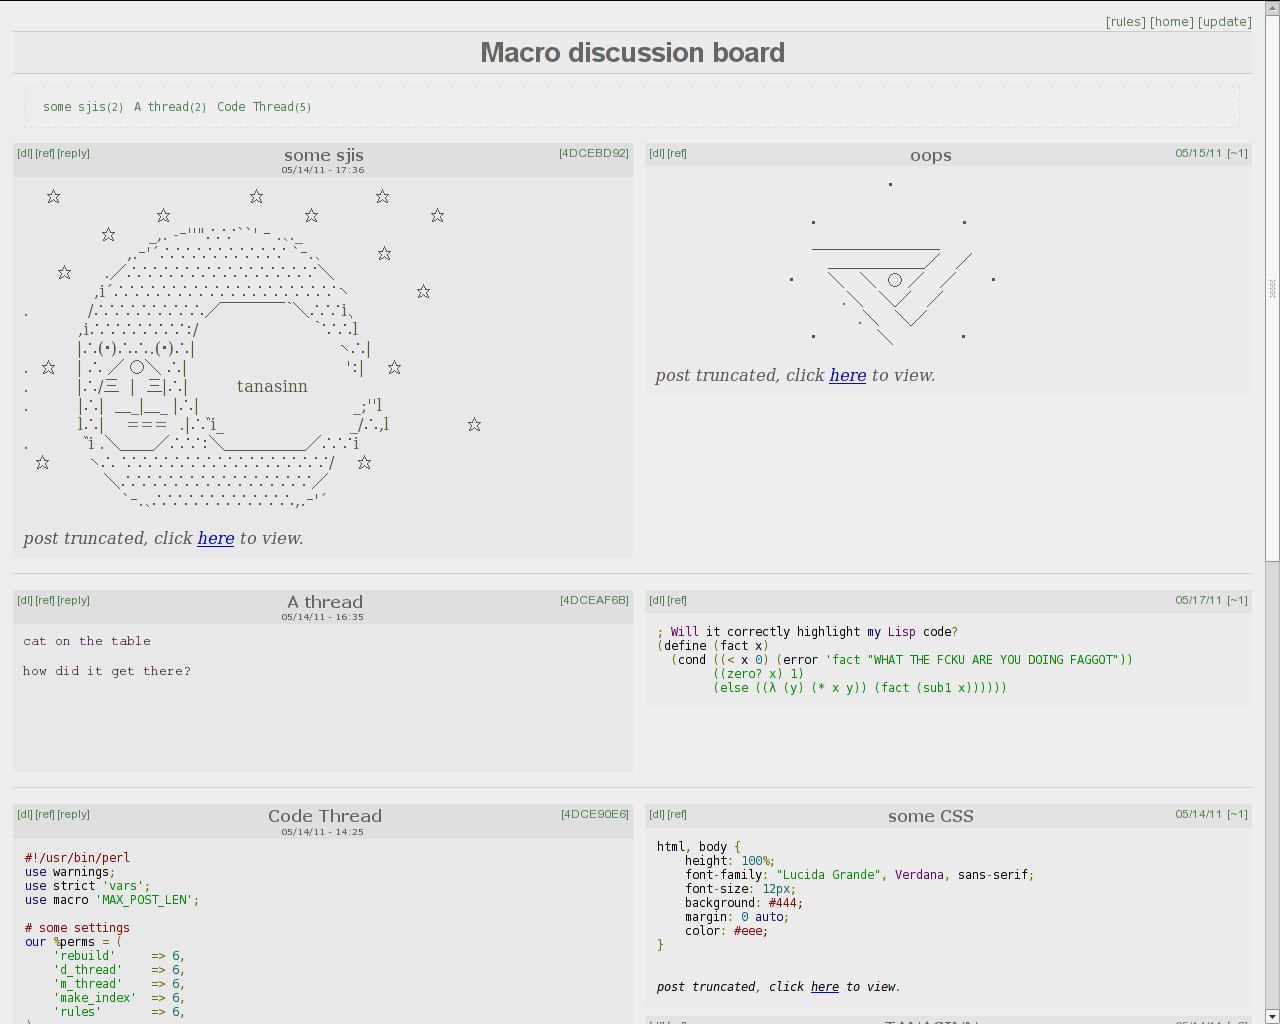 [rules] [home] [update]
Macro discussion board
some sjis(2) A thread(2) Code Thread(5)
[dl] [ref] [reply]
some sjis
[4DCEBD92]
05/14/11 - 17:36
tanasinn
post truncated, click here to view.
[dl] [ref]
oops
05/15/11 [~1]
post truncated, click here to view.
[dl] [ref] [reply]
A thread
[4DCEAF6B]
05/14/11 - 16:35
cat on the table
how did it get there?
[dl] [ref]
05/17/11 [~1]
; Will it correctly highlight my Lisp code?
(define (fact x)
  (cond ((< x 0) (error 'fact "WHAT THE FCKU ARE YOU DOING FAGGOT"))
        ((zero? x) 1)
        (else ((λ (y) (* x y)) (fact (sub1 x))))))
[dl] [ref] [reply]
Code Thread
[4DCE90E6]
05/14/11 - 14:25
#!/usr/bin/perl
use warnings;
use strict 'vars';
use macro 'MAX_POST_LEN';
# some settings
our %perms = (
    'rebuild'     => 6,
    'd_thread'    => 6,
    'm_thread'    => 6,
    'make_index'  => 6,
    'rules'       => 6,
[dl] [ref]
some CSS
05/14/11 [~1]
html, body {
    height: 100%;
    font-family: "Lucida Grande", Verdana, sans-serif;
    font-size: 12px;
    background: #444;
    margin: 0 auto;
    color: #eee;
}
post truncated, click here to view.